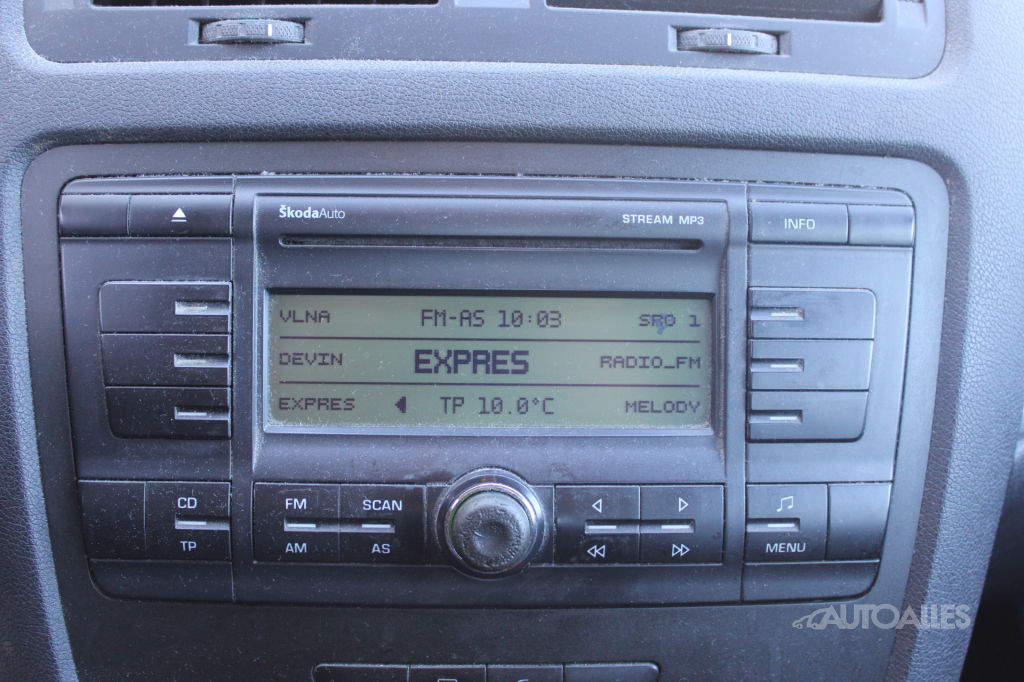 ŠkodaAuto STREAM MP3 INFO
VLNA FM-AS 10:03 SRO 1
DEVIN EXPRES RADIO_FM
EXPRES TP 10.0°C MELODY
CD FM SCAN
TP AM AS MENU
AUTOALLES